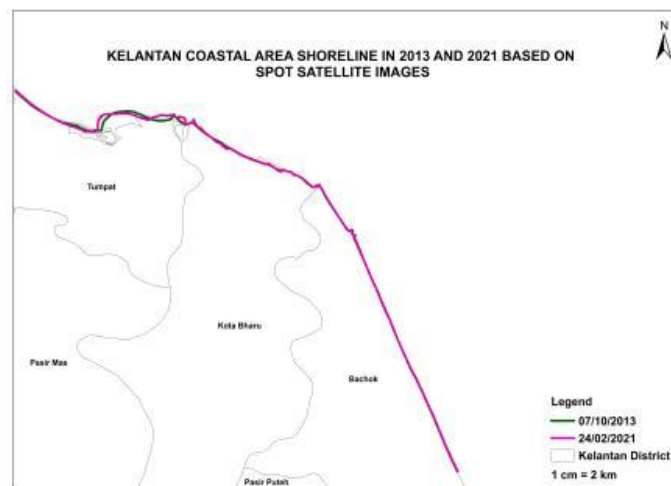 N
KELANTAN COASTAL AREA SHORELINE IN 2013 AND 2021 BASED ON
SPOT SATELLITE IMAGES
Tumpat
Kota Bharu
Pasir Mas
Bachok
Pasir Puteh
Legend
07/10/2013
24/02/2021
Kelantan District
1 cm = 2 km